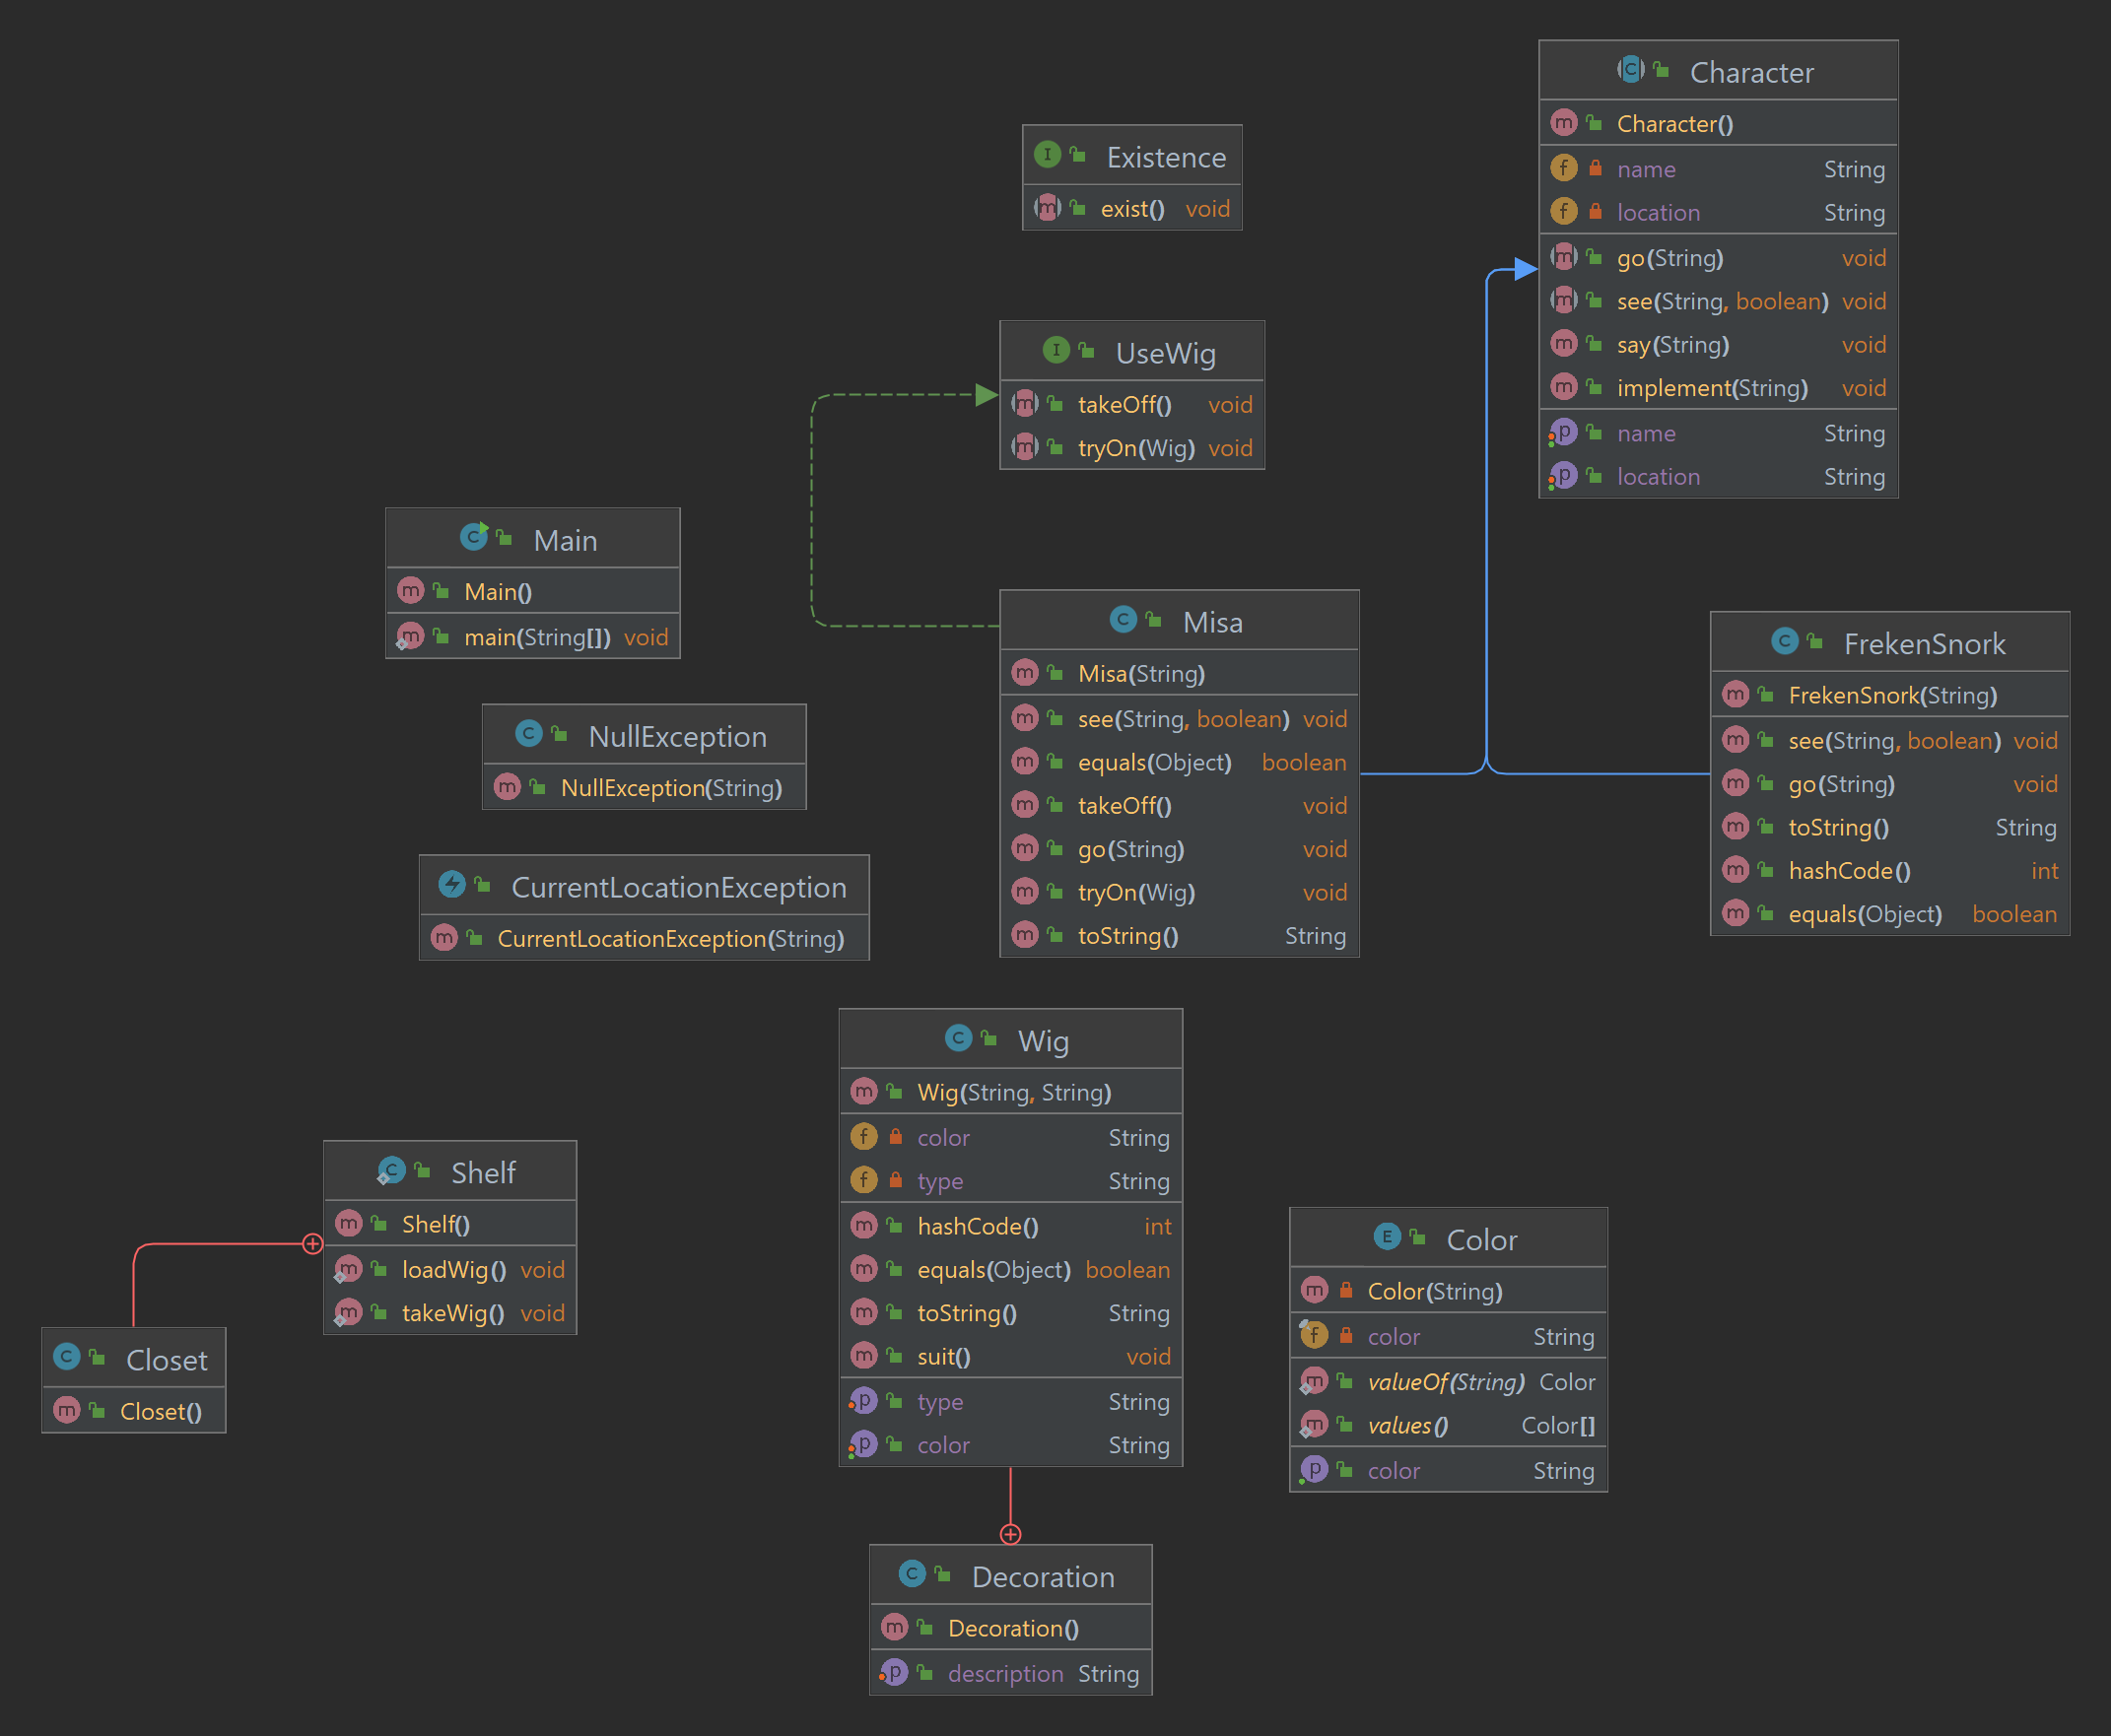 Character
Character()
name String
location String
go(String) void
see(String, boolean) void
say(String) void
implement(String) void
name String
location String
Existence
exist() void
UseWig
takeOff() void
tryOn(Wig) void
Main
Main()
main(String[]) void
Misa
Misa(String)
see(String, boolean) void
equals(Object) boolean
takeOff() void
go(String) void
tryOn(Wig) void
toString() String
FrekenSnork
FrekenSnork(String)
see(String, boolean) void
go(String) void
toString() String
hashCode() int
equals(Object) boolean
NullException
NullException(String)
CurrentLocationException
CurrentLocationException(String)
Wig
Wig(String, String)
color String
type String
hashCode() int
equals(Object) boolean
toString() String
suit() void
type String
color String
Shelf
Shelf()
loadWig() void
takeWig() void
Closet
Closet()
Color
Color(String)
color String
valueOf(String) Color
values() Color[]
color String
Decoration
Decoration()
description String